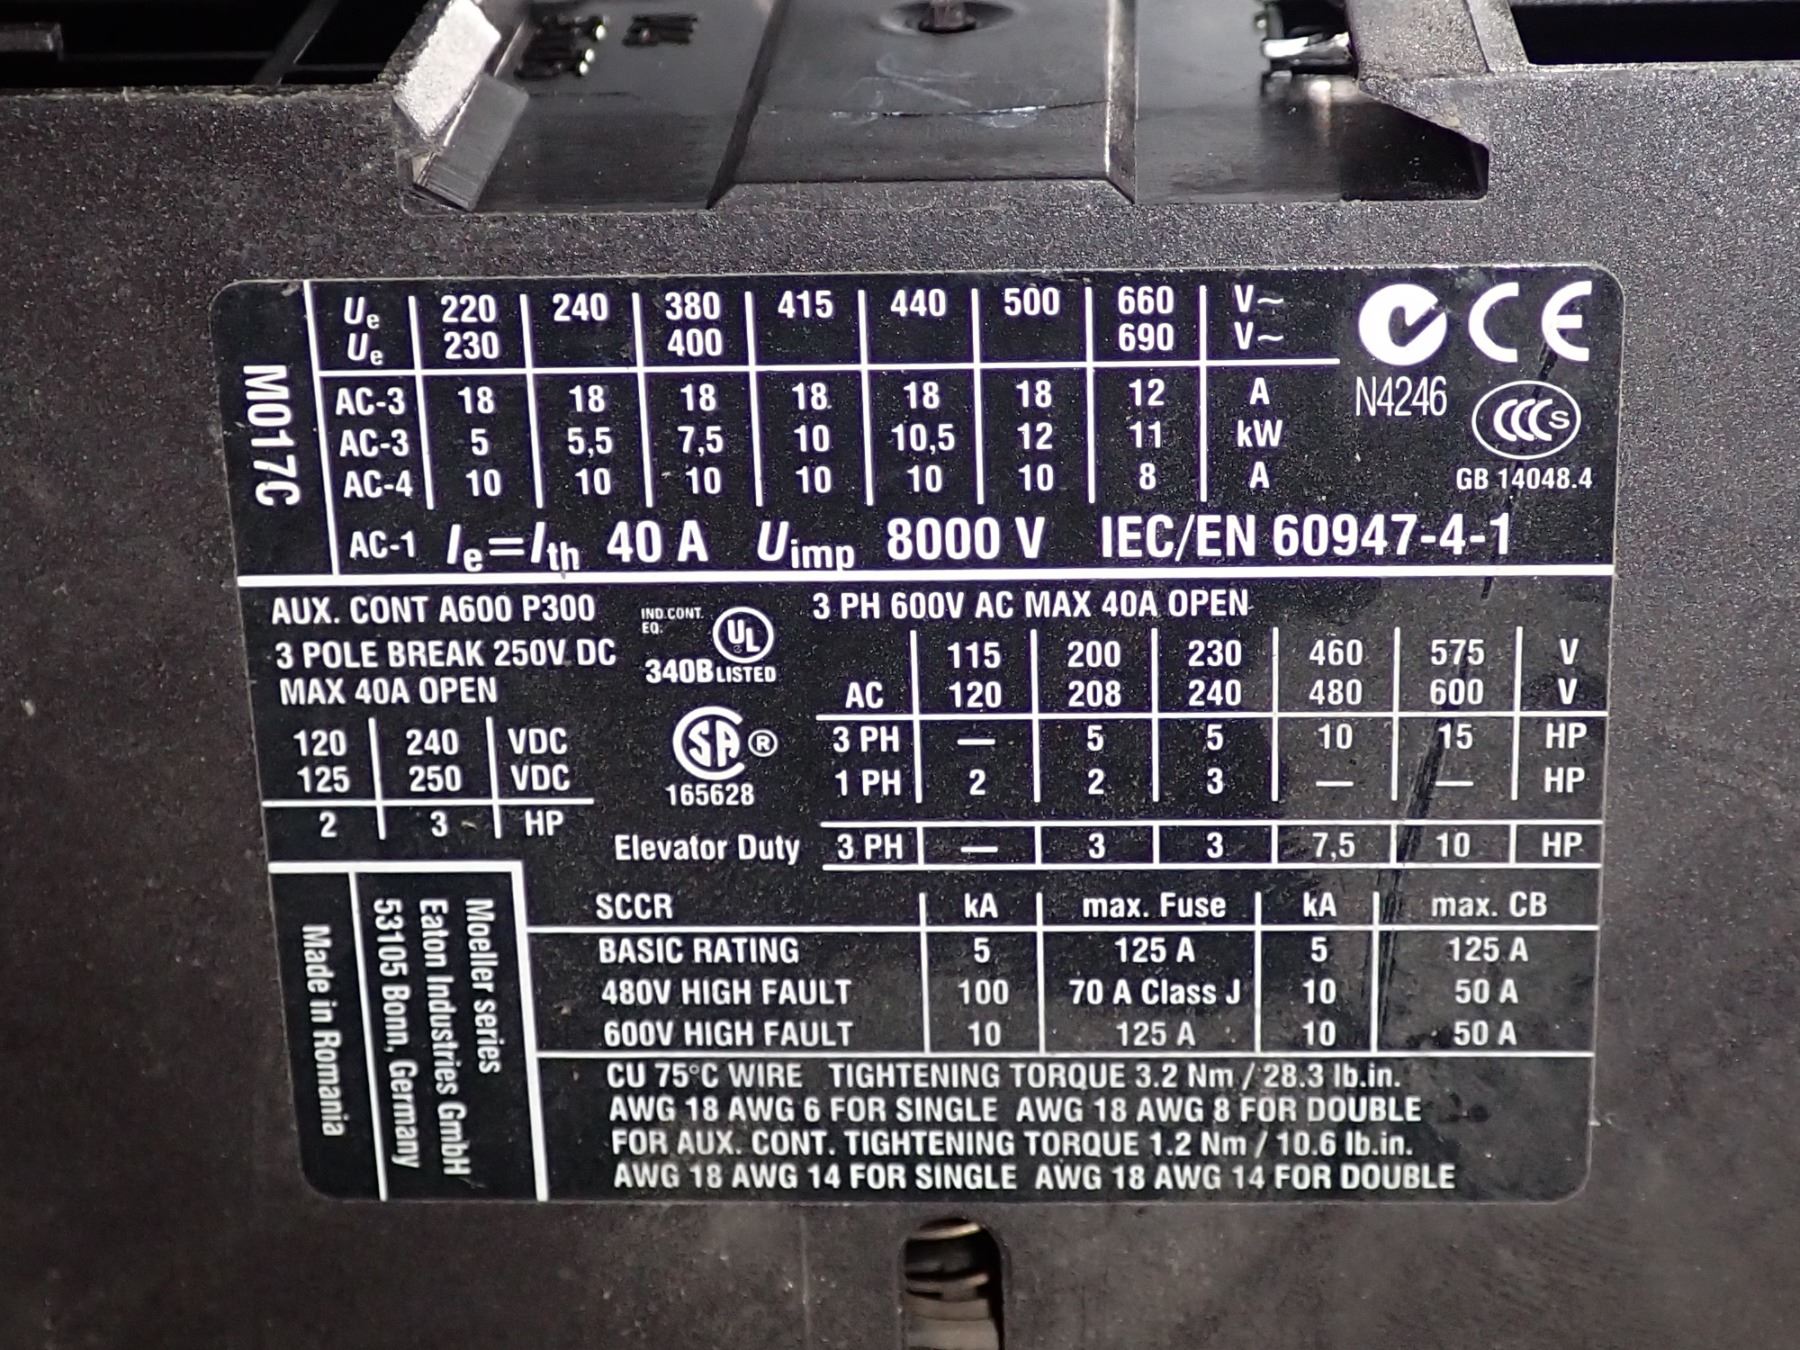 M017C
Ue 220 240 380 415 440 500 660 V~
Ue 230 400 690 V~
AC-3 18 18 18 18 18 18 12 A
AC-3 5 5,5 7,5 10 10,5 12 11 kW
AC-4 10 10 10 10 10 10 8 A
AC-1 Ie=Ith 40 A Uimp 8000 V IEC/EN 60947-4-1
CE
N4246
CCC S
GB 14048.4
AUX. CONT A600 P300
3 POLE BREAK 250V DC
MAX 40A OPEN
120 240 VDC
125 250 VDC
2 3 HP
IND.CONT.
EQ.
UL
340B LISTED
SA ®
165628
3 PH 600V AC MAX 40A OPEN
115 200 230 460 575 V
AC 120 208 240 480 600 V
3 PH — 5 5 10 15 HP
1 PH 2 2 3 — — HP
Elevator Duty 3 PH — 3 3 7,5 10 HP
Moeller series
Eaton Industries GmbH
53105 Bonn, Germany
Made in Romania
SCCR kA max. Fuse kA max. CB
BASIC RATING 5 125 A 5 125 A
480V HIGH FAULT 100 70 A Class J 10 50 A
600V HIGH FAULT 10 125 A 10 50 A
CU 75°C WIRE TIGHTENING TORQUE 3.2 Nm / 28.3 lb.in.
AWG 18 AWG 6 FOR SINGLE AWG 18 AWG 8 FOR DOUBLE
FOR AUX. CONT. TIGHTENING TORQUE 1.2 Nm / 10.6 lb.in.
AWG 18 AWG 14 FOR SINGLE AWG 18 AWG 14 FOR DOUBLE